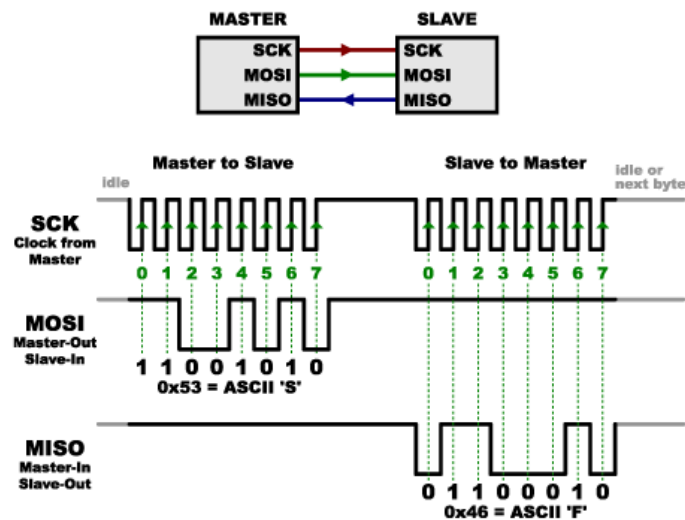 MASTER SLAVE
SCK SCK
MOSI MOSI
MISO MISO
Master to Slave Slave to Master
idle idle or
next byte
SCK
Clock from
Master
0 1 2 3 4 5 6 7 0 1 2 3 4 5 6 7
MOSI
Master-Out
Slave-In
1 1 0 0 1 0 1 0
0x53 = ASCII 'S'
MISO
Master-In
Slave-Out
0 1 1 0 0 0 1 0
0x46 = ASCII 'F'